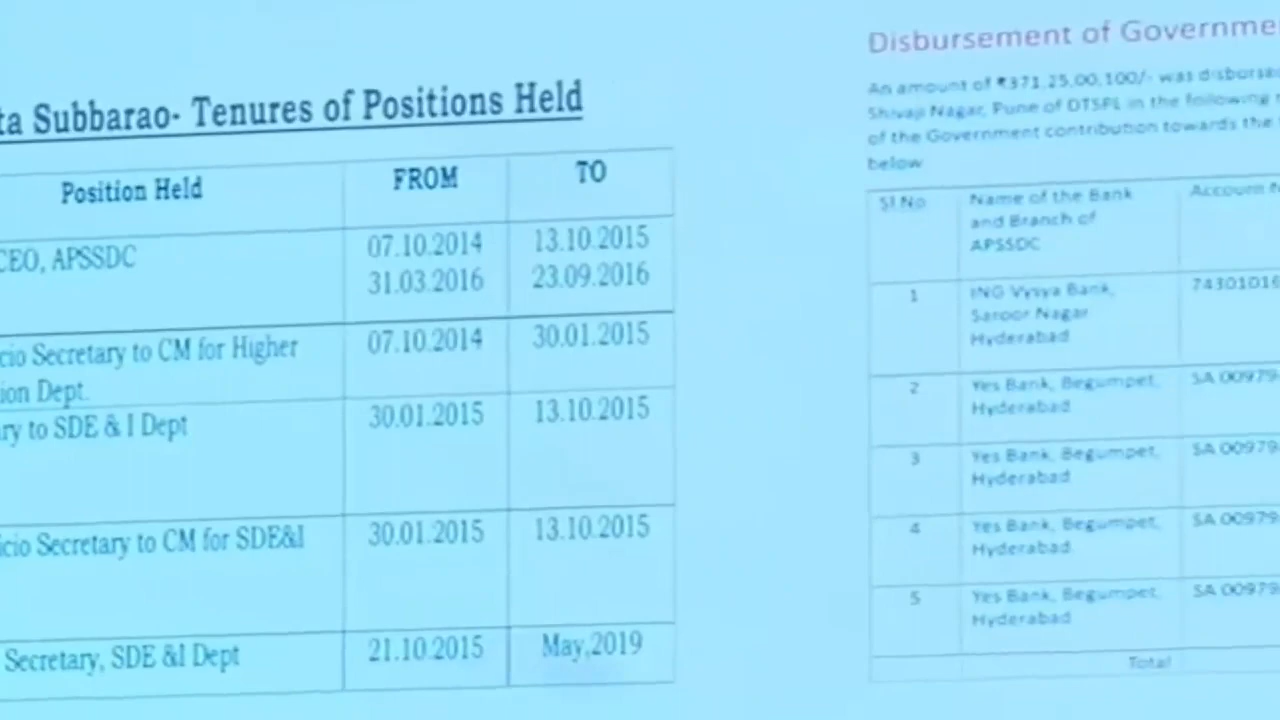 ta Subbarao- Tenures of Positions Held
Position Held FROM TO
CEO, APSSDC 07.10.2014 13.10.2015
31.03.2016 23.09.2016
cio Secretary to CM for Higher 07.10.2014 30.01.2015
ion Dept.
ry to SDE & I Dept 30.01.2015 13.10.2015
icio Secretary to CM for SDE&I 30.01.2015 13.10.2015
Secretary, SDE &I Dept 21.10.2015 May,2019
Disbursement of Governme
An amount of ₹371,25,00,100/- was disburse
Shivaji Nagar, Pune of DTSPL in the following
of the Government contribution towards the
below
Sl No Name of the Bank Account N
and Branch of
APSSDC
1 ING Vysya Bank, 74301016
Saroor Nagar
Hyderabad
2 Yes Bank, Begumpet, SA 00979
Hyderabad
3 Yes Bank, Begumpet, SA 00979
Hyderabad
4 Yes Bank, Begumpet, SA 00979
Hyderabad
5 Yes Bank, Begumpet, SA 00979
Hyderabad
Total